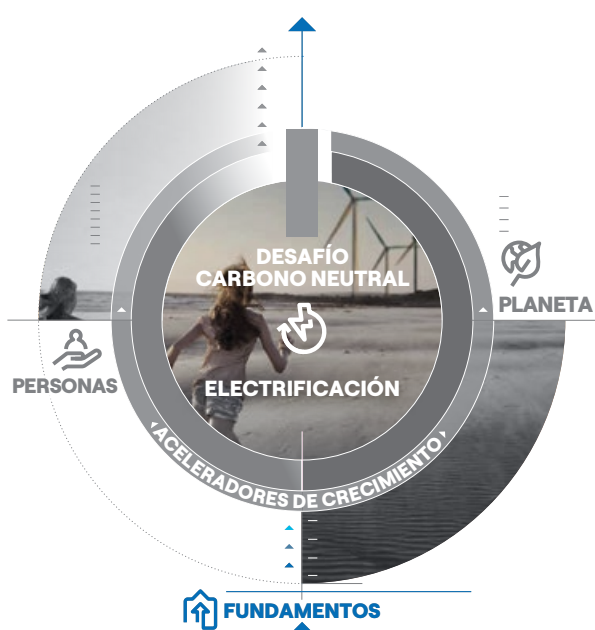 DESAFÍO
CARBONO NEUTRAL
PLANETA
PERSONAS
ELECTRIFICACIÓN
ACELERADORES DE CRECIMIENTO
FUNDAMENTOS